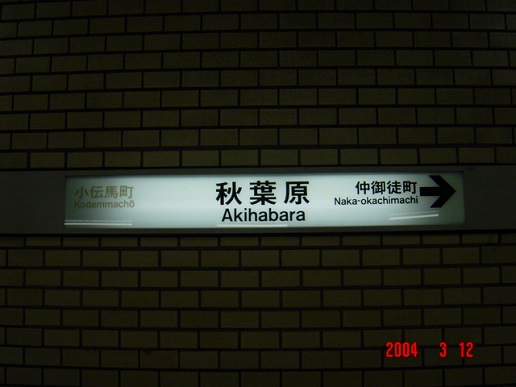 小伝馬町
Kodemmachō
秋葉原
Akihabara
仲御徒町
Naka-okachimachi
2004 3 12